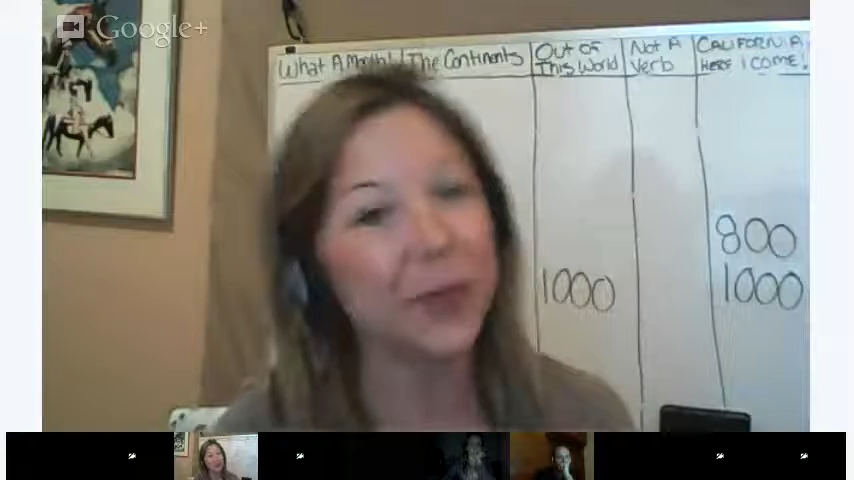 Google+
What A Mouth!
The Continents
Out Of
This World
Not A
Verb
CALIFORNIA
HERE I COME!
800
1000
1000